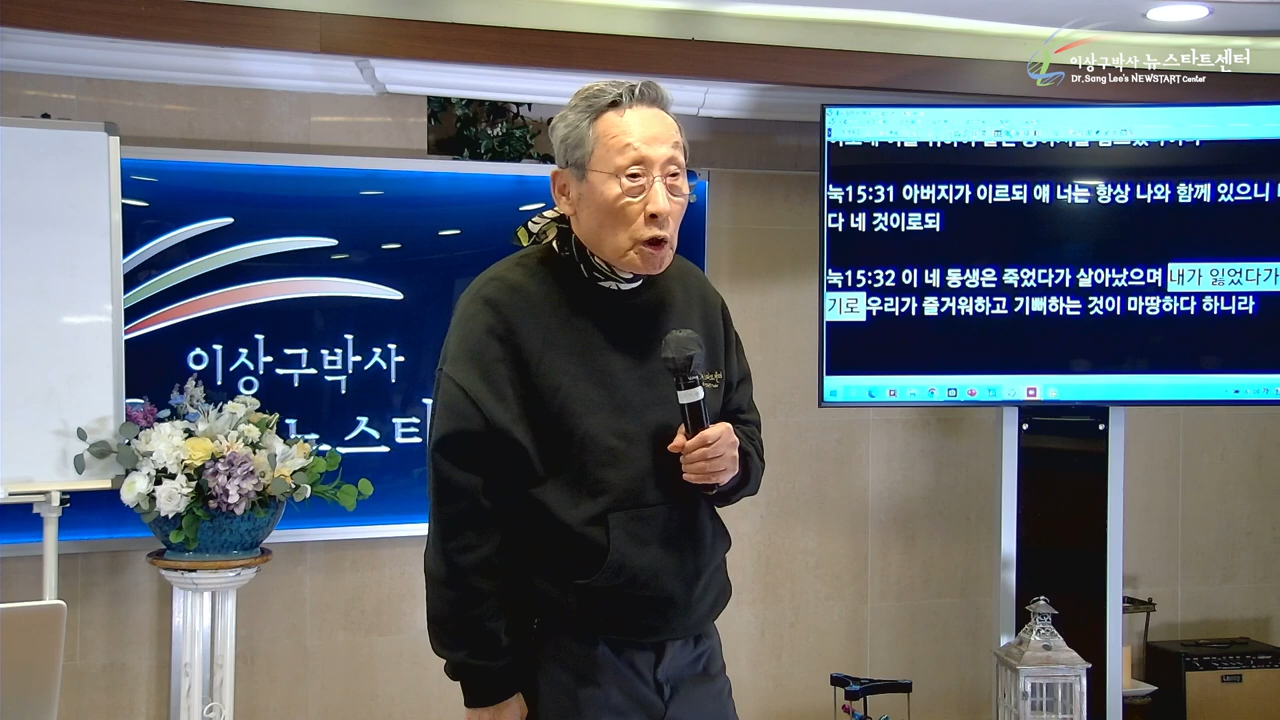 이상구박사 뉴스타트센터
Dr. Sang Lee's NEWSTART Center
눅15:31 아버지가 이르되 얘 너는 항상 나와 함께 있으니
다 네 것이로되
눅15:32 이 네 동생은 죽었다가 살아났으며 내가 잃었다가
기로 우리가 즐거워하고 기뻐하는 것이 마땅하다 하니라
이상구박사
뉴스타